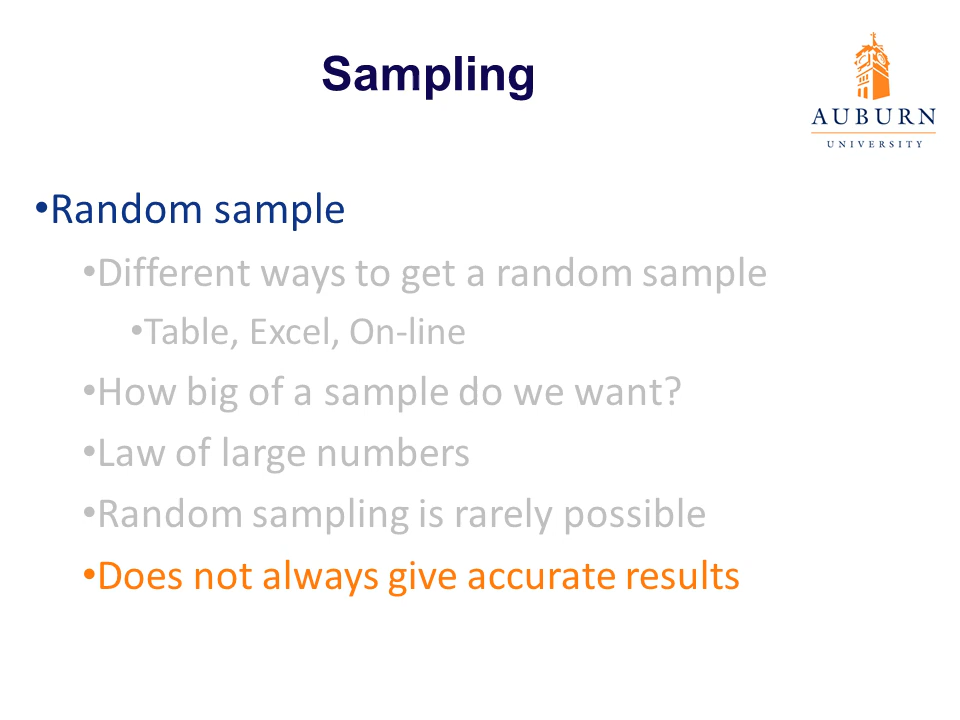 Sampling
AUBURN
UNIVERSITY
•Random sample
•Different ways to get a random sample
•Table, Excel, On-line
•How big of a sample do we want?
•Law of large numbers
•Random sampling is rarely possible
•Does not always give accurate results